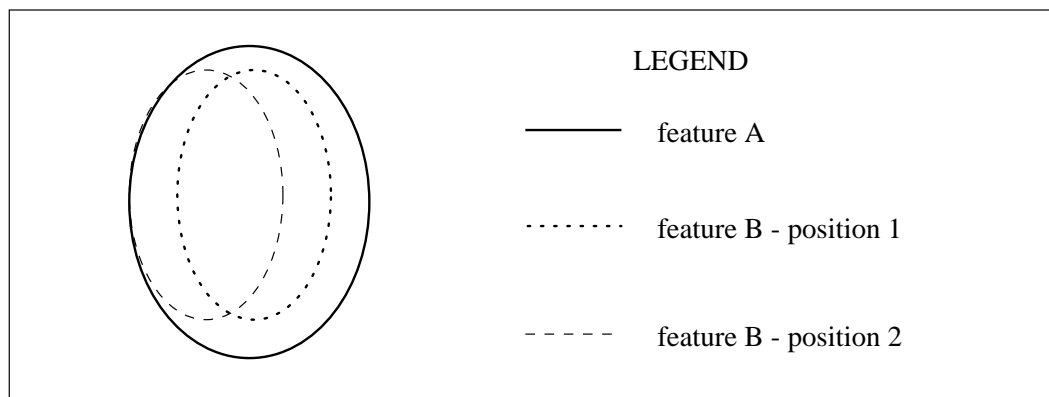 LEGEND
feature A
feature B - position 1
feature B - position 2